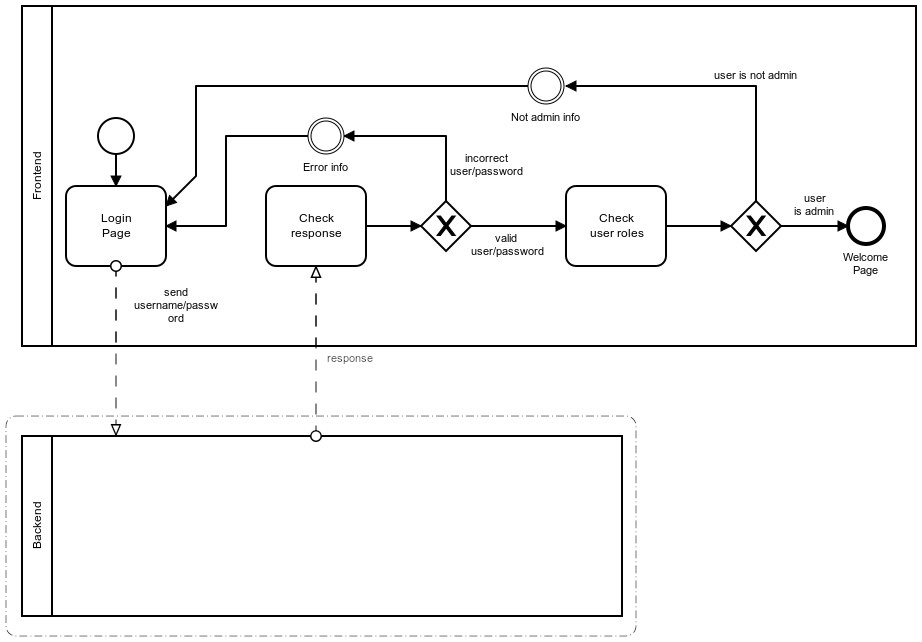 Frontend
user is not admin
Not admin info
Error info
incorrect
user/password
Login
Page
Check
response
valid
user/password
Check
user roles
user
is admin
Welcome
Page
send
username/passw
ord
response
Backend